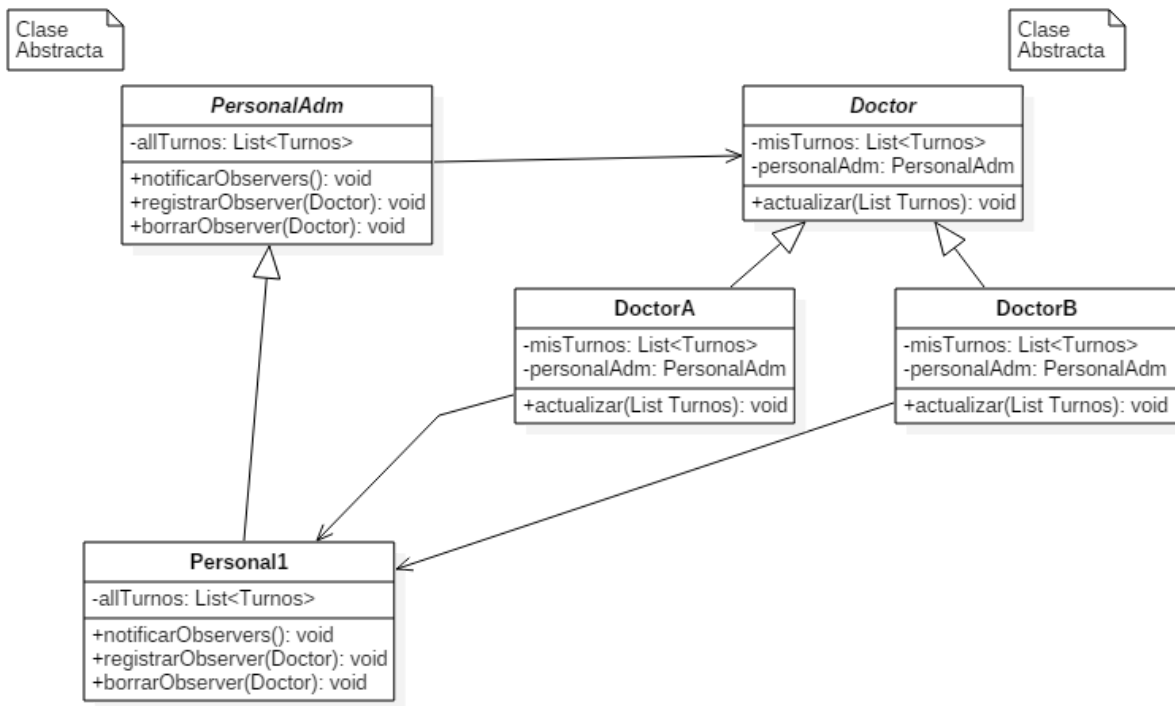 Clase
Abstracta
Clase
Abstracta
PersonalAdm
-allTurnos: List<Turnos>
+notificarObservers(): void
+registrarObserver(Doctor): void
+borrarObserver(Doctor): void
Doctor
-misTurnos: List<Turnos>
-personalAdm: PersonalAdm
+actualizar(List Turnos): void
DoctorA
-misTurnos: List<Turnos>
-personalAdm: PersonalAdm
+actualizar(List Turnos): void
DoctorB
-misTurnos: List<Turnos>
-personalAdm: PersonalAdm
+actualizar(List Turnos): void
Personal1
-allTurnos: List<Turnos>
+notificarObservers(): void
+registrarObserver(Doctor): void
+borrarObserver(Doctor): void